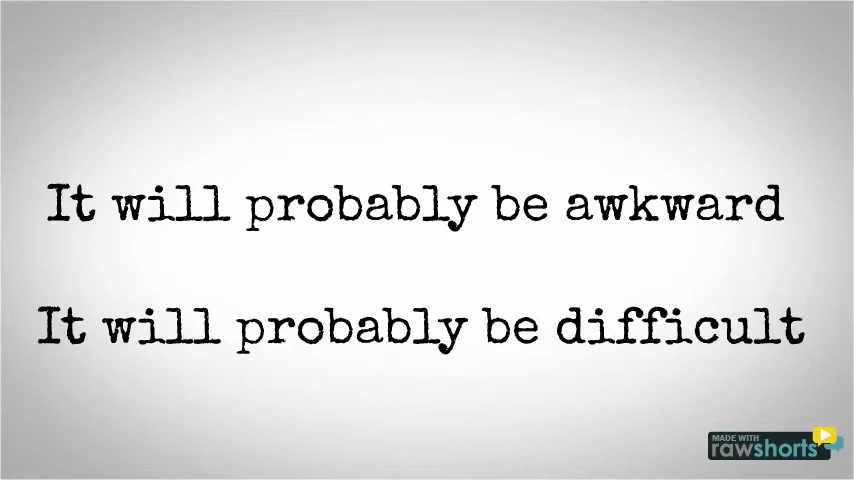 It will probably be awkward
It will probably be difficult
MADE WITH
rawshorts